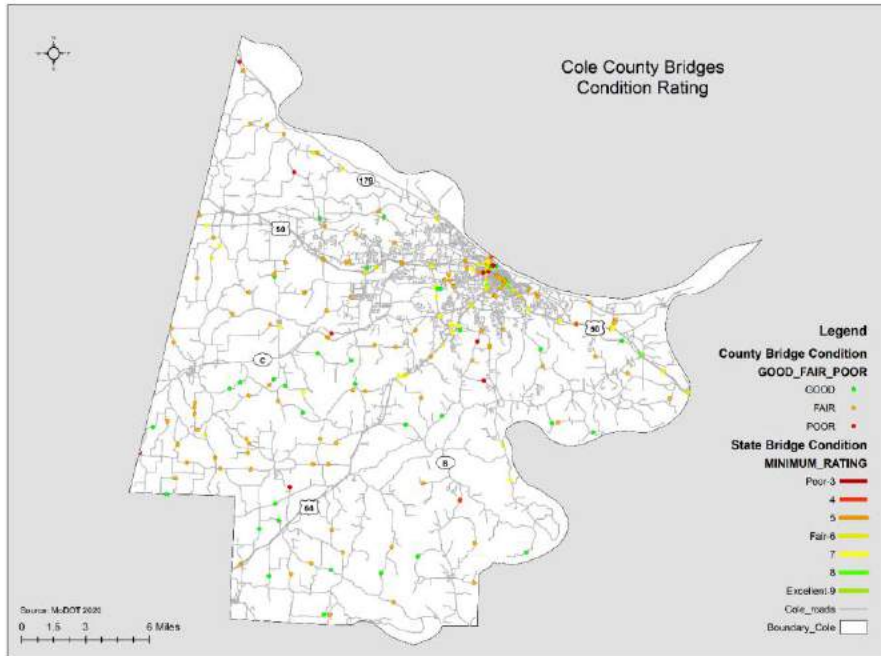 Cole County Bridges
Condition Rating
179
50
C
50
B
54
Legend
County Bridge Condition
GOOD_FAIR_POOR
GOOD
FAIR
POOR
State Bridge Condition
MINIMUM_RATING
Poor-3
4
5
Fair-6
7
8
Excellent-9
Cole_roads
Boundary_Cole
Source: MoDOT 2020
0 1.5 3 6 Miles